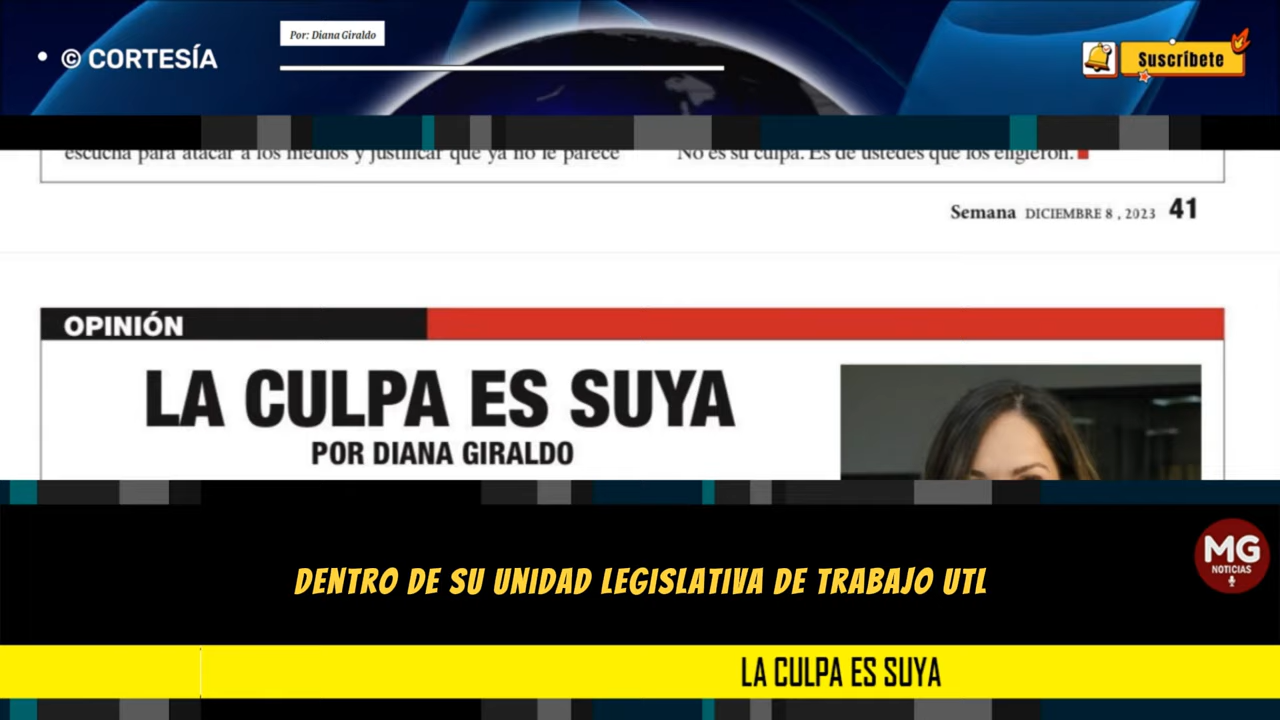 © CORTESÍA
Por: Diana Giraldo
Suscríbete
escucha para atacar a los medios y justificar que ya no le parece
No es su culpa. Es de ustedes que los eligieron.
Semana DICIEMBRE 8 , 2023 41
OPINIÓN
LA CULPA ES SUYA
POR DIANA GIRALDO
DENTRO DE SU UNIDAD LEGISLATIVA DE TRABAJO UTL
MG
NOTICIAS
LA CULPA ES SUYA